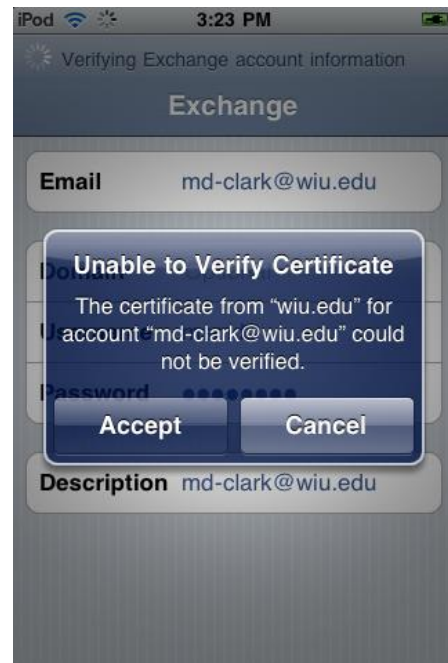 iPod 3:23 PM
Verifying Exchange account information
Exchange
Email md-clark@wiu.edu
Unable to Verify Certificate
The certificate from “wiu.edu” for
account “md-clark@wiu.edu” could
not be verified.
Password ••••••••
Accept Cancel
Description md-clark@wiu.edu